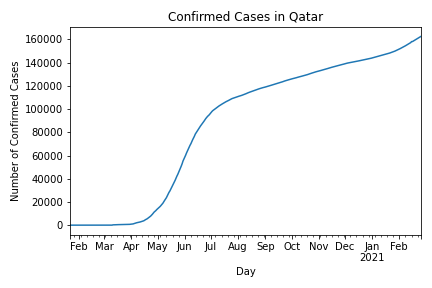 Confirmed Cases in Qatar
160000
140000
120000
100000
80000
60000
40000
20000
0
Number of Confirmed Cases
Feb Mar Apr May Jun Jul Aug Sep Oct Nov Dec Jan Feb
2021
Day